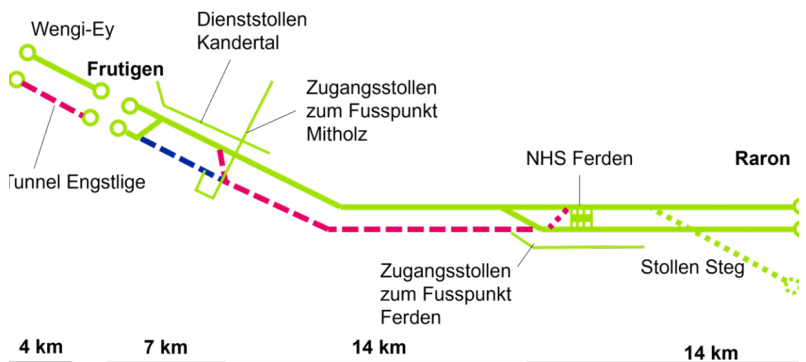 Wengi-Ey
Dienststollen
Kandertal
Frutigen
Zugangsstollen
zum Fusspunkt
Mitholz
Tunnel Engstlige
NHS Ferden
Raron
Zugangsstollen
zum Fusspunkt
Ferden
Stollen Steg
4 km
7 km
14 km
14 km